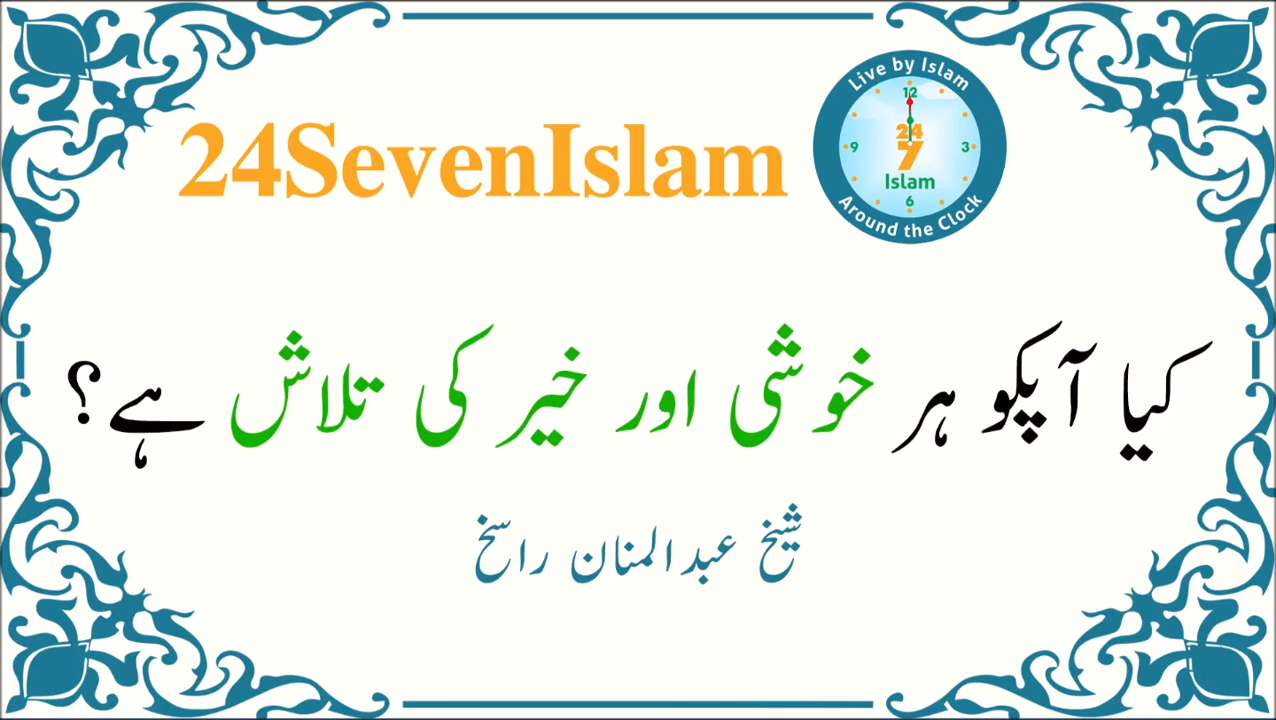 24SevenIslam
Live by Islam
12
24
7
9
3
Islam
6
Around the Clock
کیا آپکو ہر خوشی اور خیر کی تلاش ہے؟
شیخ عبدالمنان راسخ